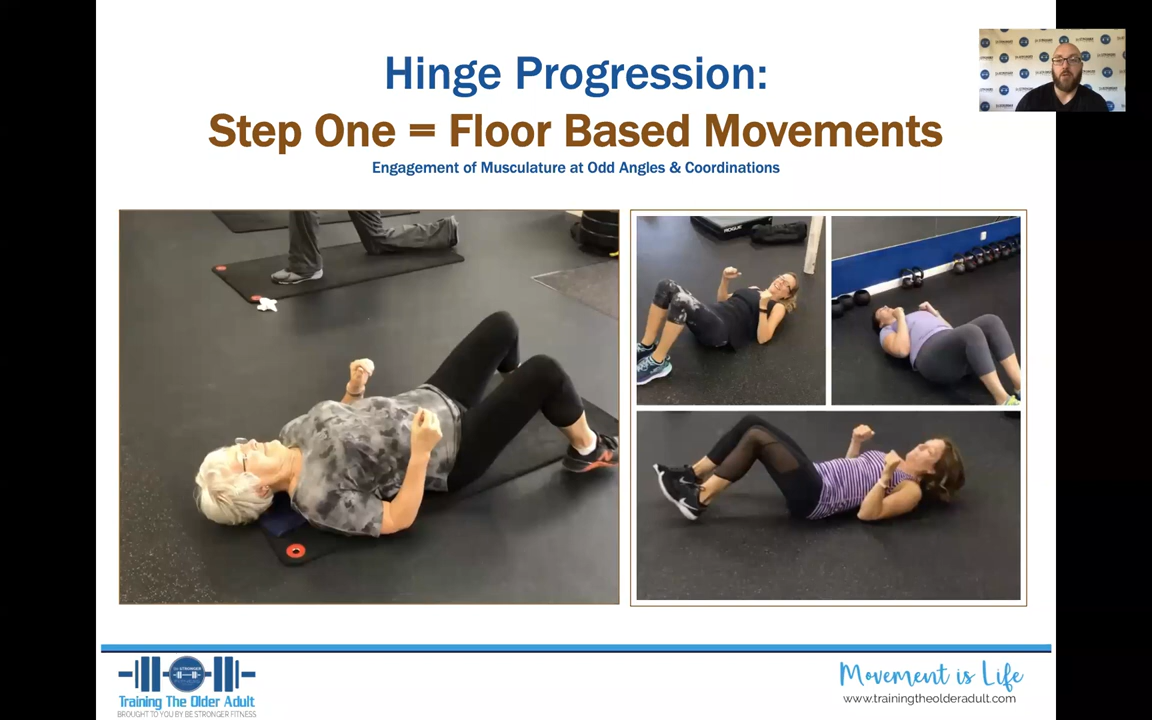 Hinge Progression:
Step One = Floor Based Movements
Engagement of Musculature at Odd Angles & Coordinations
ROGUE
Training The Older Adult
BROUGHT TO YOU BY BE STRONGER FITNESS
Movement is Life
www.trainingtheolderadult.com